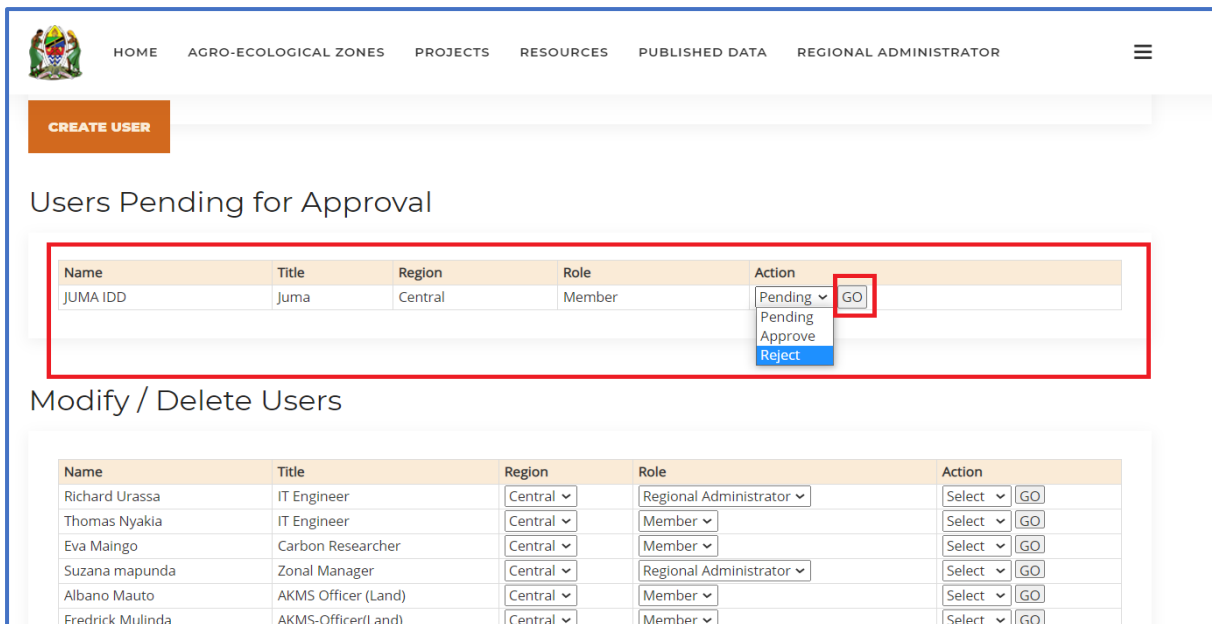 HOME AGRO-ECOLOGICAL ZONES PROJECTS RESOURCES PUBLISHED DATA REGIONAL ADMINISTRATOR
CREATE USER
Users Pending for Approval
Name Title Region Role Action
JUMA IDD Juma Central Member Pending GO
Pending
Approve
Reject
Modify / Delete Users
Name Title Region Role Action
Richard Urassa IT Engineer Central Regional Administrator Select GO
Thomas Nyakia IT Engineer Central Member Select GO
Eva Maingo Carbon Researcher Central Member Select GO
Suzana mapunda Zonal Manager Central Regional Administrator Select GO
Albano Mauto AKMS Officer (Land) Central Member Select GO
Fredrick Mulinda AKMS-Officer(Land) Central Member Select GO